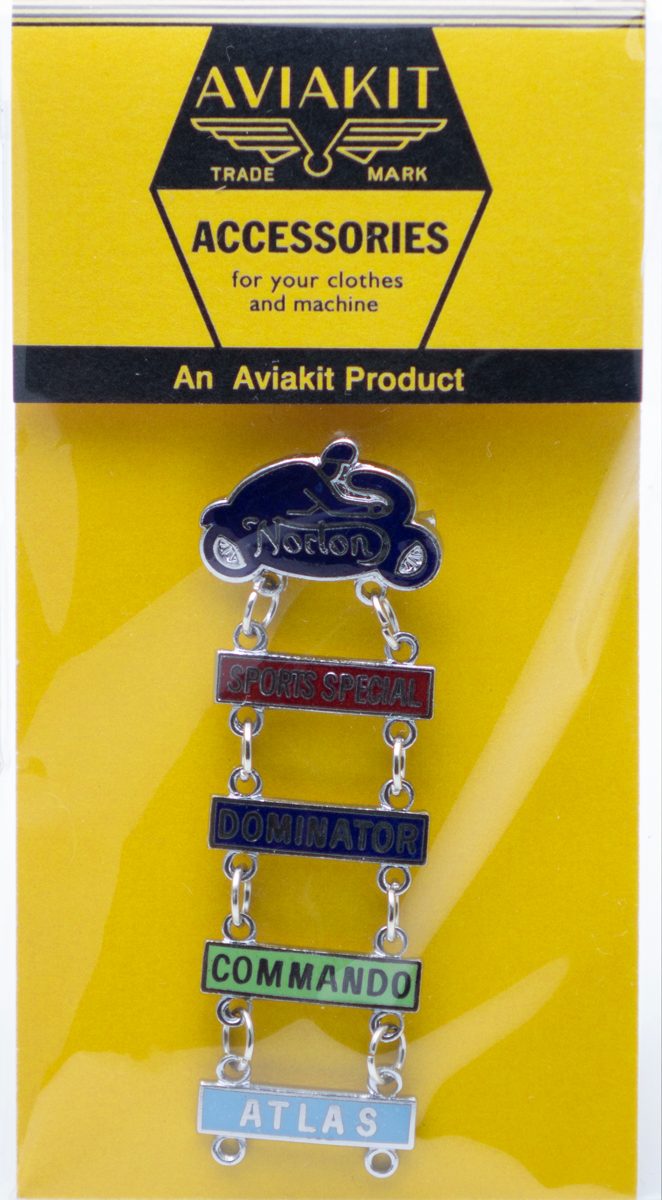 AVIAKIT
TRADE MARK
ACCESSORIES
for your clothes
and machine
An Aviakit Product
Norton
SPORTS SPECIAL
DOMINATOR
COMMANDO
ATLAS